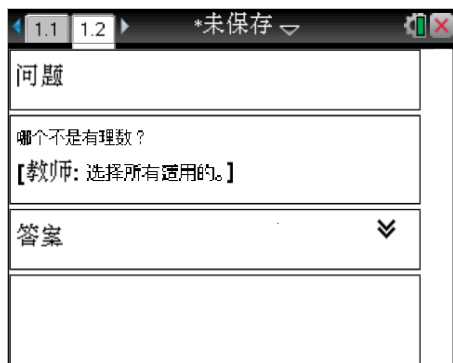 1.1 1.2 *未保存
问题
哪个不是有理数？
[教师: 选择所有适用的。]
答案